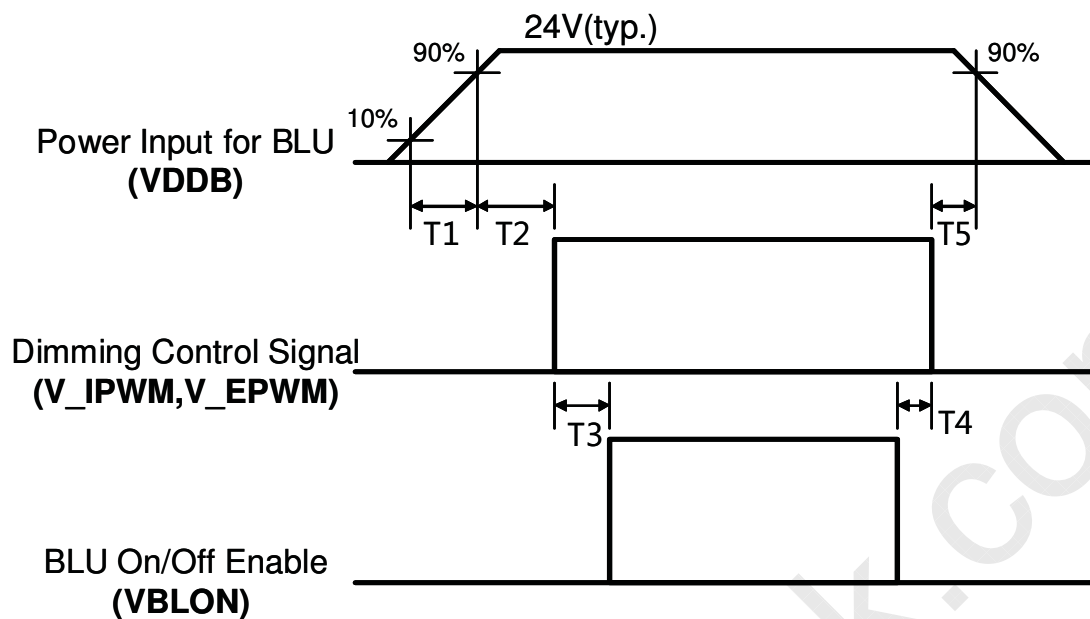 24V(typ.)
90%
90%
10%
Power Input for BLU
(VDDB)
T1
T2
T5
Dimming Control Signal
(V_IPWM,V_EPWM)
T3
T4
BLU On/Off Enable
(VBLON)
k.co